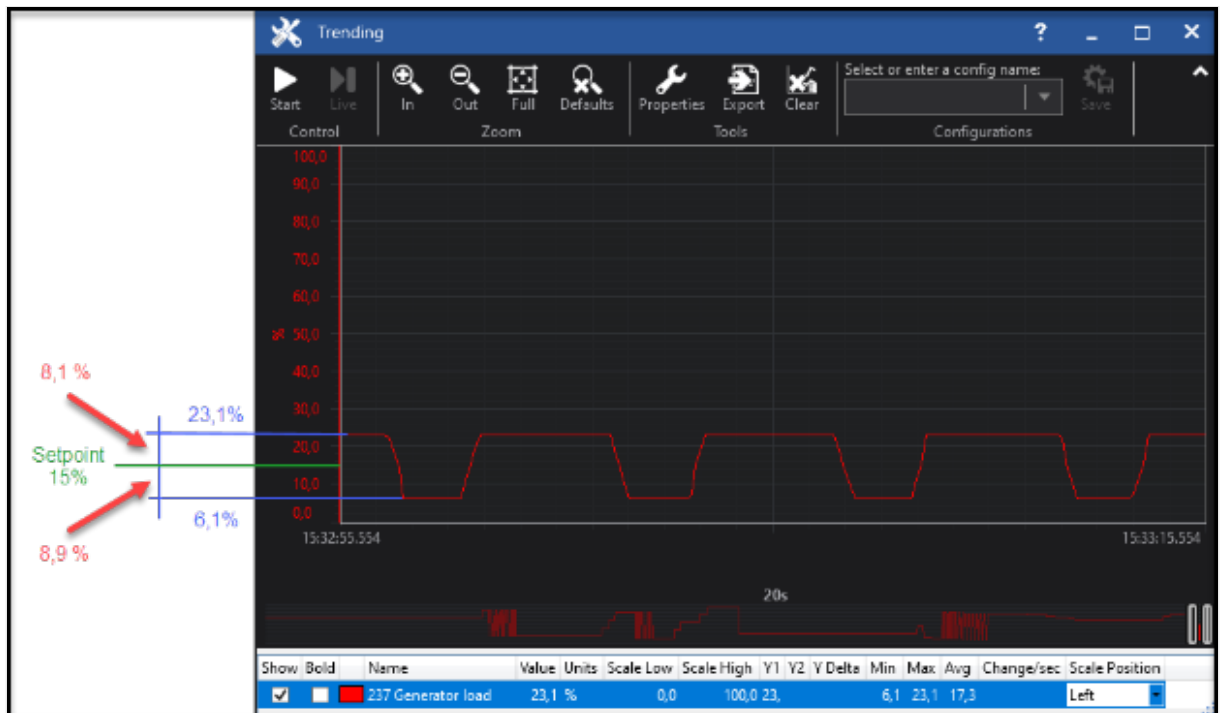 Trending
?
Start Live In Out Full Defaults Properties Export Clear Select or enter a config name: Save
Control Zoom Tools Configurations
100,0
90,0
80,0
70,0
60,0
% 50,0
40,0
30,0
20,0
10,0
0,0
8,1 %
23,1%
Setpoint
15%
6,1%
8,9 %
15:32:55.554 15:33:15.554
20s
Show Bold Name Value Units Scale Low Scale High Y1 Y2 Y Delta Min Max Avg Change/sec Scale Position
237 Generator load 23,1 % 0,0 100,0 23, 6,1 23,1 17,3 Left